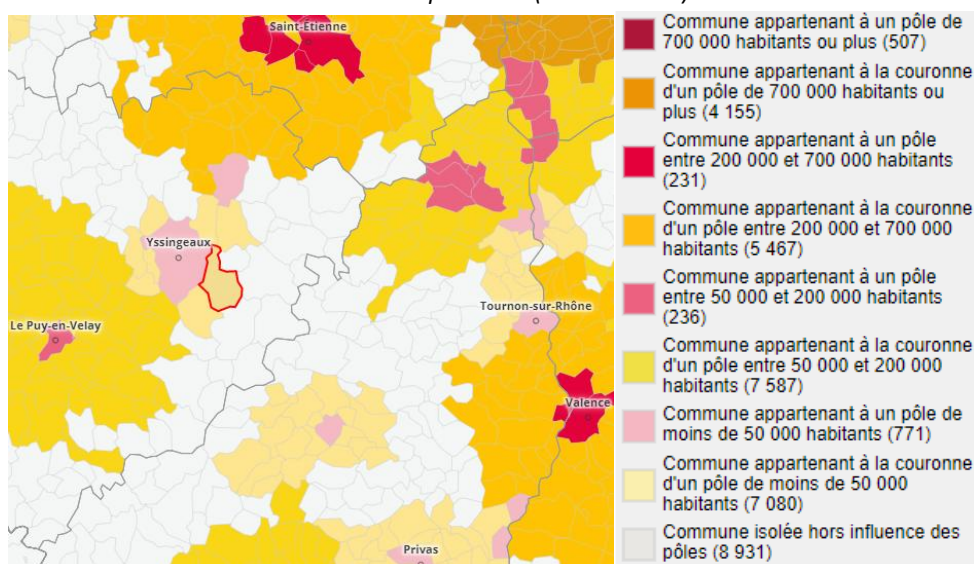 Saint-Étienne
Yssingeaux
Le Puy-en-Velay
Tournon-sur-Rhône
Valence
Privas
Commune appartenant à un pôle de
700 000 habitants ou plus (507)
Commune appartenant à la couronne
d'un pôle de 700 000 habitants ou
plus (4 155)
Commune appartenant à un pôle
entre 200 000 et 700 000 habitants
(231)
Commune appartenant à la couronne
d'un pôle entre 200 000 et 700 000
habitants (5 467)
Commune appartenant à un pôle
entre 50 000 et 200 000 habitants
(236)
Commune appartenant à la couronne
d'un pôle entre 50 000 et 200 000
habitants (7 587)
Commune appartenant à un pôle de
moins de 50 000 habitants (771)
Commune appartenant à la couronne
d'un pôle de moins de 50 000
habitants (7 080)
Commune isolée hors influence des
pôles (8 931)